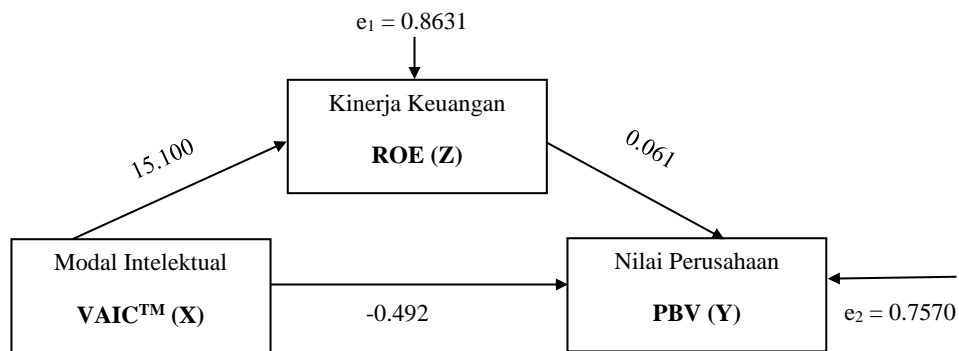 e1 = 0.8631
Kinerja Keuangan
ROE (Z)
15.100
0.061
Modal Intelektual
VAIC™ (X)
-0.492
Nilai Perusahaan
PBV (Y)
e2 = 0.7570